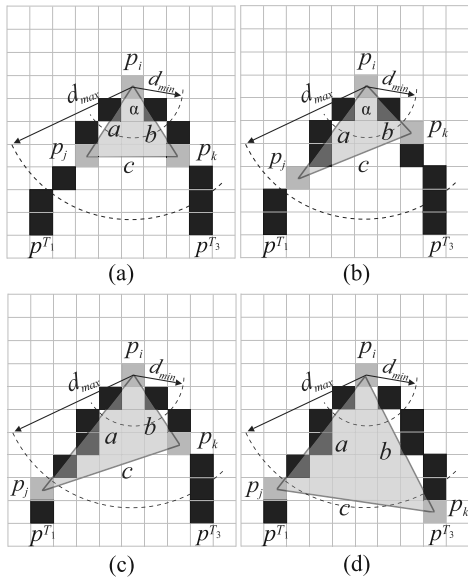 p_i
d_max
d_min
α
a
b
p_j
p_k
c
p^T_1
p^T_3
(a)
p_i
d_max
d_min
α
a
b
p_k
p_j
c
p^T_1
p^T_3
(b)
p_i
d_max
d_min
a
b
p_k
p_j
c
p^T_1
p^T_3
(c)
p_i
d_max
d_min
a
b
p_j
c
p_k
p^T_1
p^T_3
(d)